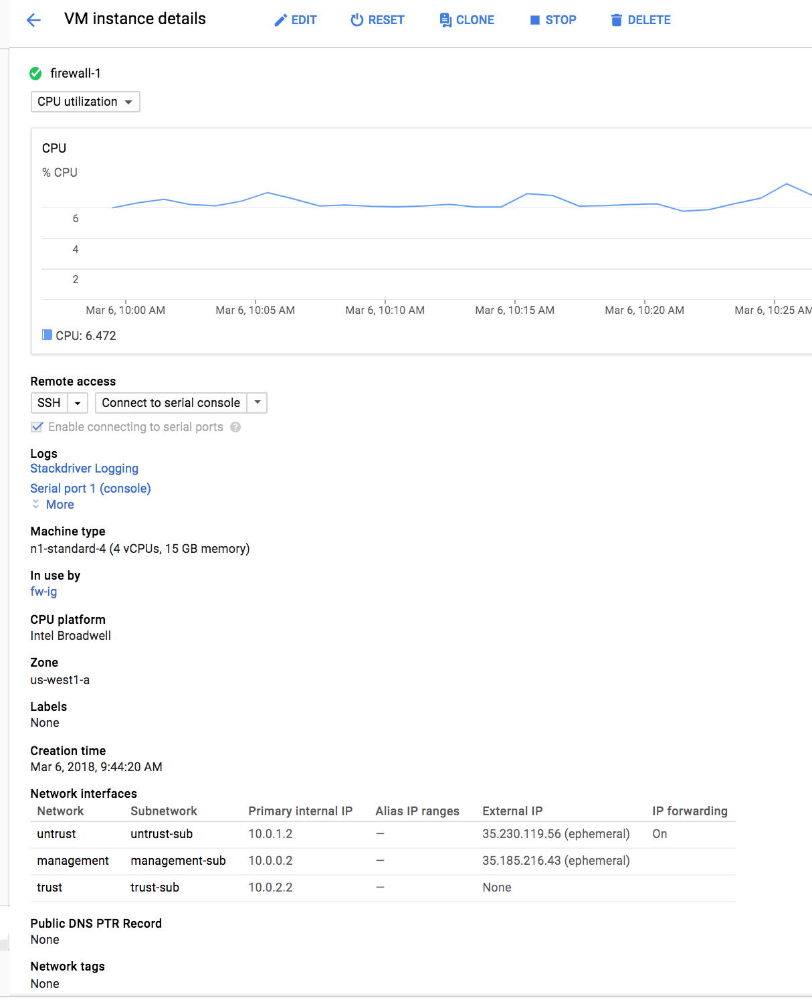 VM instance details EDIT RESET CLONE STOP DELETE
firewall-1
CPU utilization
CPU
% CPU
6
4
2
Mar 6, 10:00 AM Mar 6, 10:05 AM Mar 6, 10:10 AM Mar 6, 10:15 AM Mar 6, 10:20 AM Mar 6, 10:25 AM
CPU: 6.472
Remote access
SSH Connect to serial console
Enable connecting to serial ports ?
Logs
Stackdriver Logging
Serial port 1 (console)
More
Machine type
n1-standard-4 (4 vCPUs, 15 GB memory)
In use by
fw-ig
CPU platform
Intel Broadwell
Zone
us-west1-a
Labels
None
Creation time
Mar 6, 2018, 9:44:20 AM
Network interfaces
Network Subnetwork Primary internal IP Alias IP ranges External IP IP forwarding
untrust untrust-sub 10.0.1.2 — 35.230.119.56 (ephemeral) On
management management-sub 10.0.0.2 — 35.185.216.43 (ephemeral)
trust trust-sub 10.0.2.2 — None
Public DNS PTR Record
None
Network tags
None